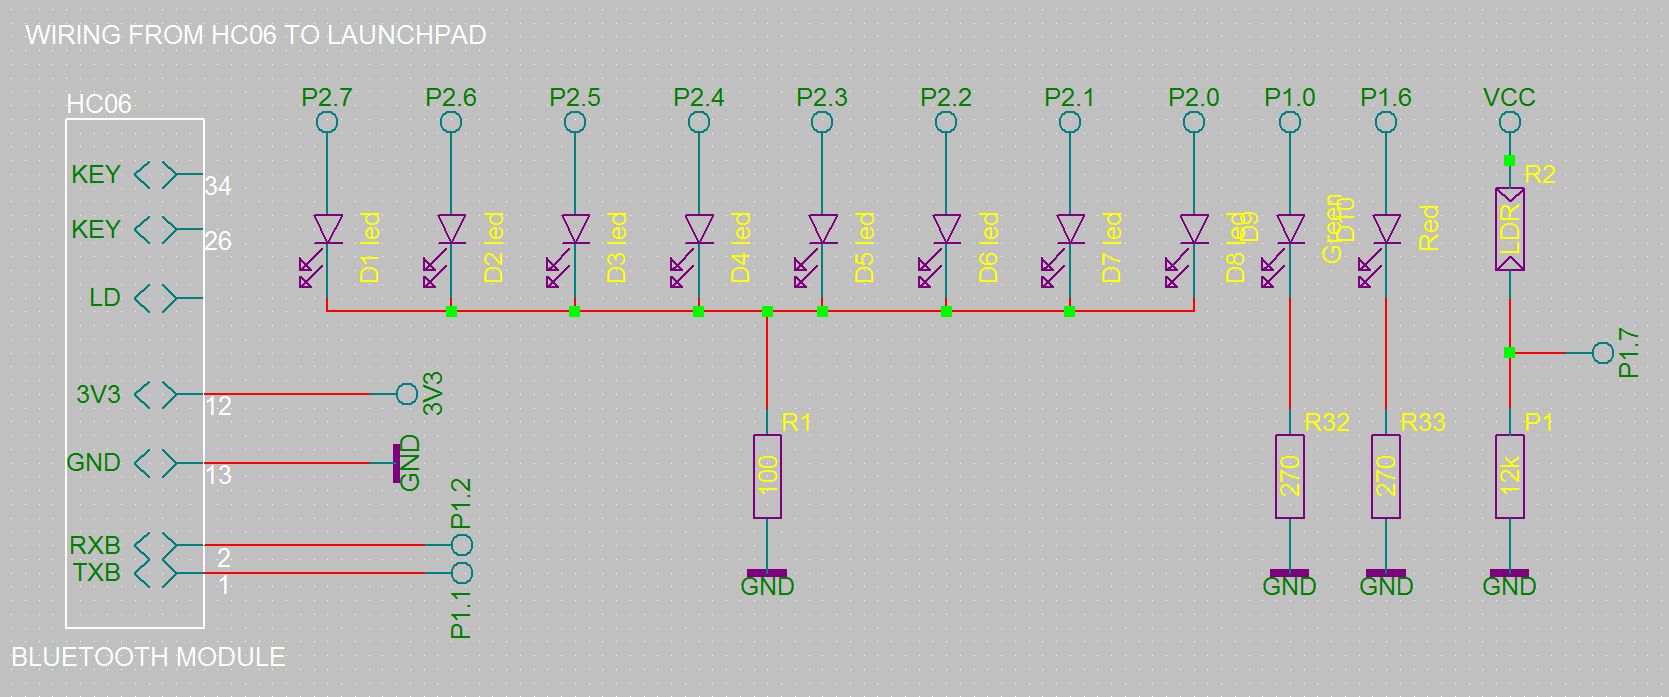 WIRING FROM HC06 TO LAUNCHPAD
HC06
P2.7 P2.6 P2.5 P2.4 P2.3 P2.2 P2.1 P2.0 P1.0 P1.6 VCC
KEY 34
KEY 26
LD
3V3 12 3V3
GND 13 GND
RXB 2 P1.2
TXB 1 P1.1
BLUETOOTH MODULE
D1 led
D2 led
D3 led
D4 led
D5 led
D6 led
D7 led
D8 led
D9
Green
D10
Red
R2
LDR
P1.7
R1
100
GND
R32
270
GND
R33
270
GND
P1
12k
GND